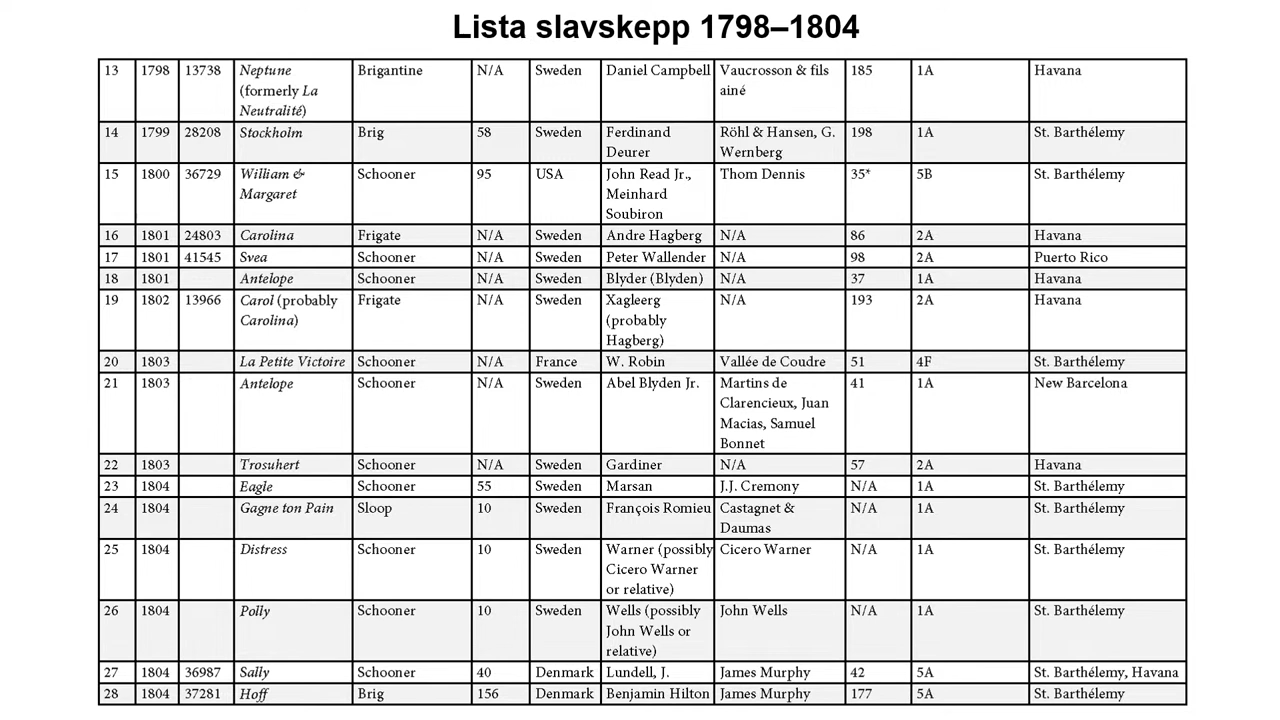 Lista slavskepp 1798–1804
13 1798 13738 Neptune Brigantine N/A Sweden Daniel Campbell Vaucrosson & fils 185 1A Havana
(formerly La ainé
Neutralité)
14 1799 28208 Stockholm Brig 58 Sweden Ferdinand Röhl & Hansen, G. 198 1A St. Barthélemy
Deurer Wernberg
15 1800 36729 William & Schooner 95 USA John Read Jr., Thom Dennis 35* 5B St. Barthélemy
Margaret Meinhard
Soubiron
16 1801 24803 Carolina Frigate N/A Sweden Andre Hagberg N/A 86 2A Havana
17 1801 41545 Svea Schooner N/A Sweden Peter Wallender N/A 98 2A Puerto Rico
18 1801 Antelope Schooner N/A Sweden Blyder (Blyden) N/A 37 1A Havana
19 1802 13966 Carol (probably Frigate N/A Sweden Xagleerg N/A 193 2A Havana
Carolina) (probably
Hagberg)
20 1803 La Petite Victoire Schooner N/A France W. Robin Vallée de Coudre 51 4F St. Barthélemy
21 1803 Antelope Schooner N/A Sweden Abel Blyden Jr. Martins de 41 1A New Barcelona
Clarencieux, Juan
Macias, Samuel
Bonnet
22 1803 Trosuhert Schooner N/A Sweden Gardiner N/A 57 2A Havana
23 1804 Eagle Schooner 55 Sweden Marsan J.J. Cremony N/A 1A St. Barthélemy
24 1804 Gagne ton Pain Sloop 10 Sweden François Romieu Castagnet & N/A 1A St. Barthélemy
Daumas
25 1804 Distress Schooner 10 Sweden Warner (possibly Cicero Warner N/A 1A St. Barthélemy
Cicero Warner
or relative)
26 1804 Polly Schooner 10 Sweden Wells (possibly John Wells N/A 1A St. Barthélemy
John Wells or
relative)
27 1804 36987 Sally Schooner 40 Denmark Lundell, J. James Murphy 42 5A St. Barthélemy, Havana
28 1804 37281 Hoff Brig 156 Denmark Benjamin Hilton James Murphy 177 5A St. Barthélemy